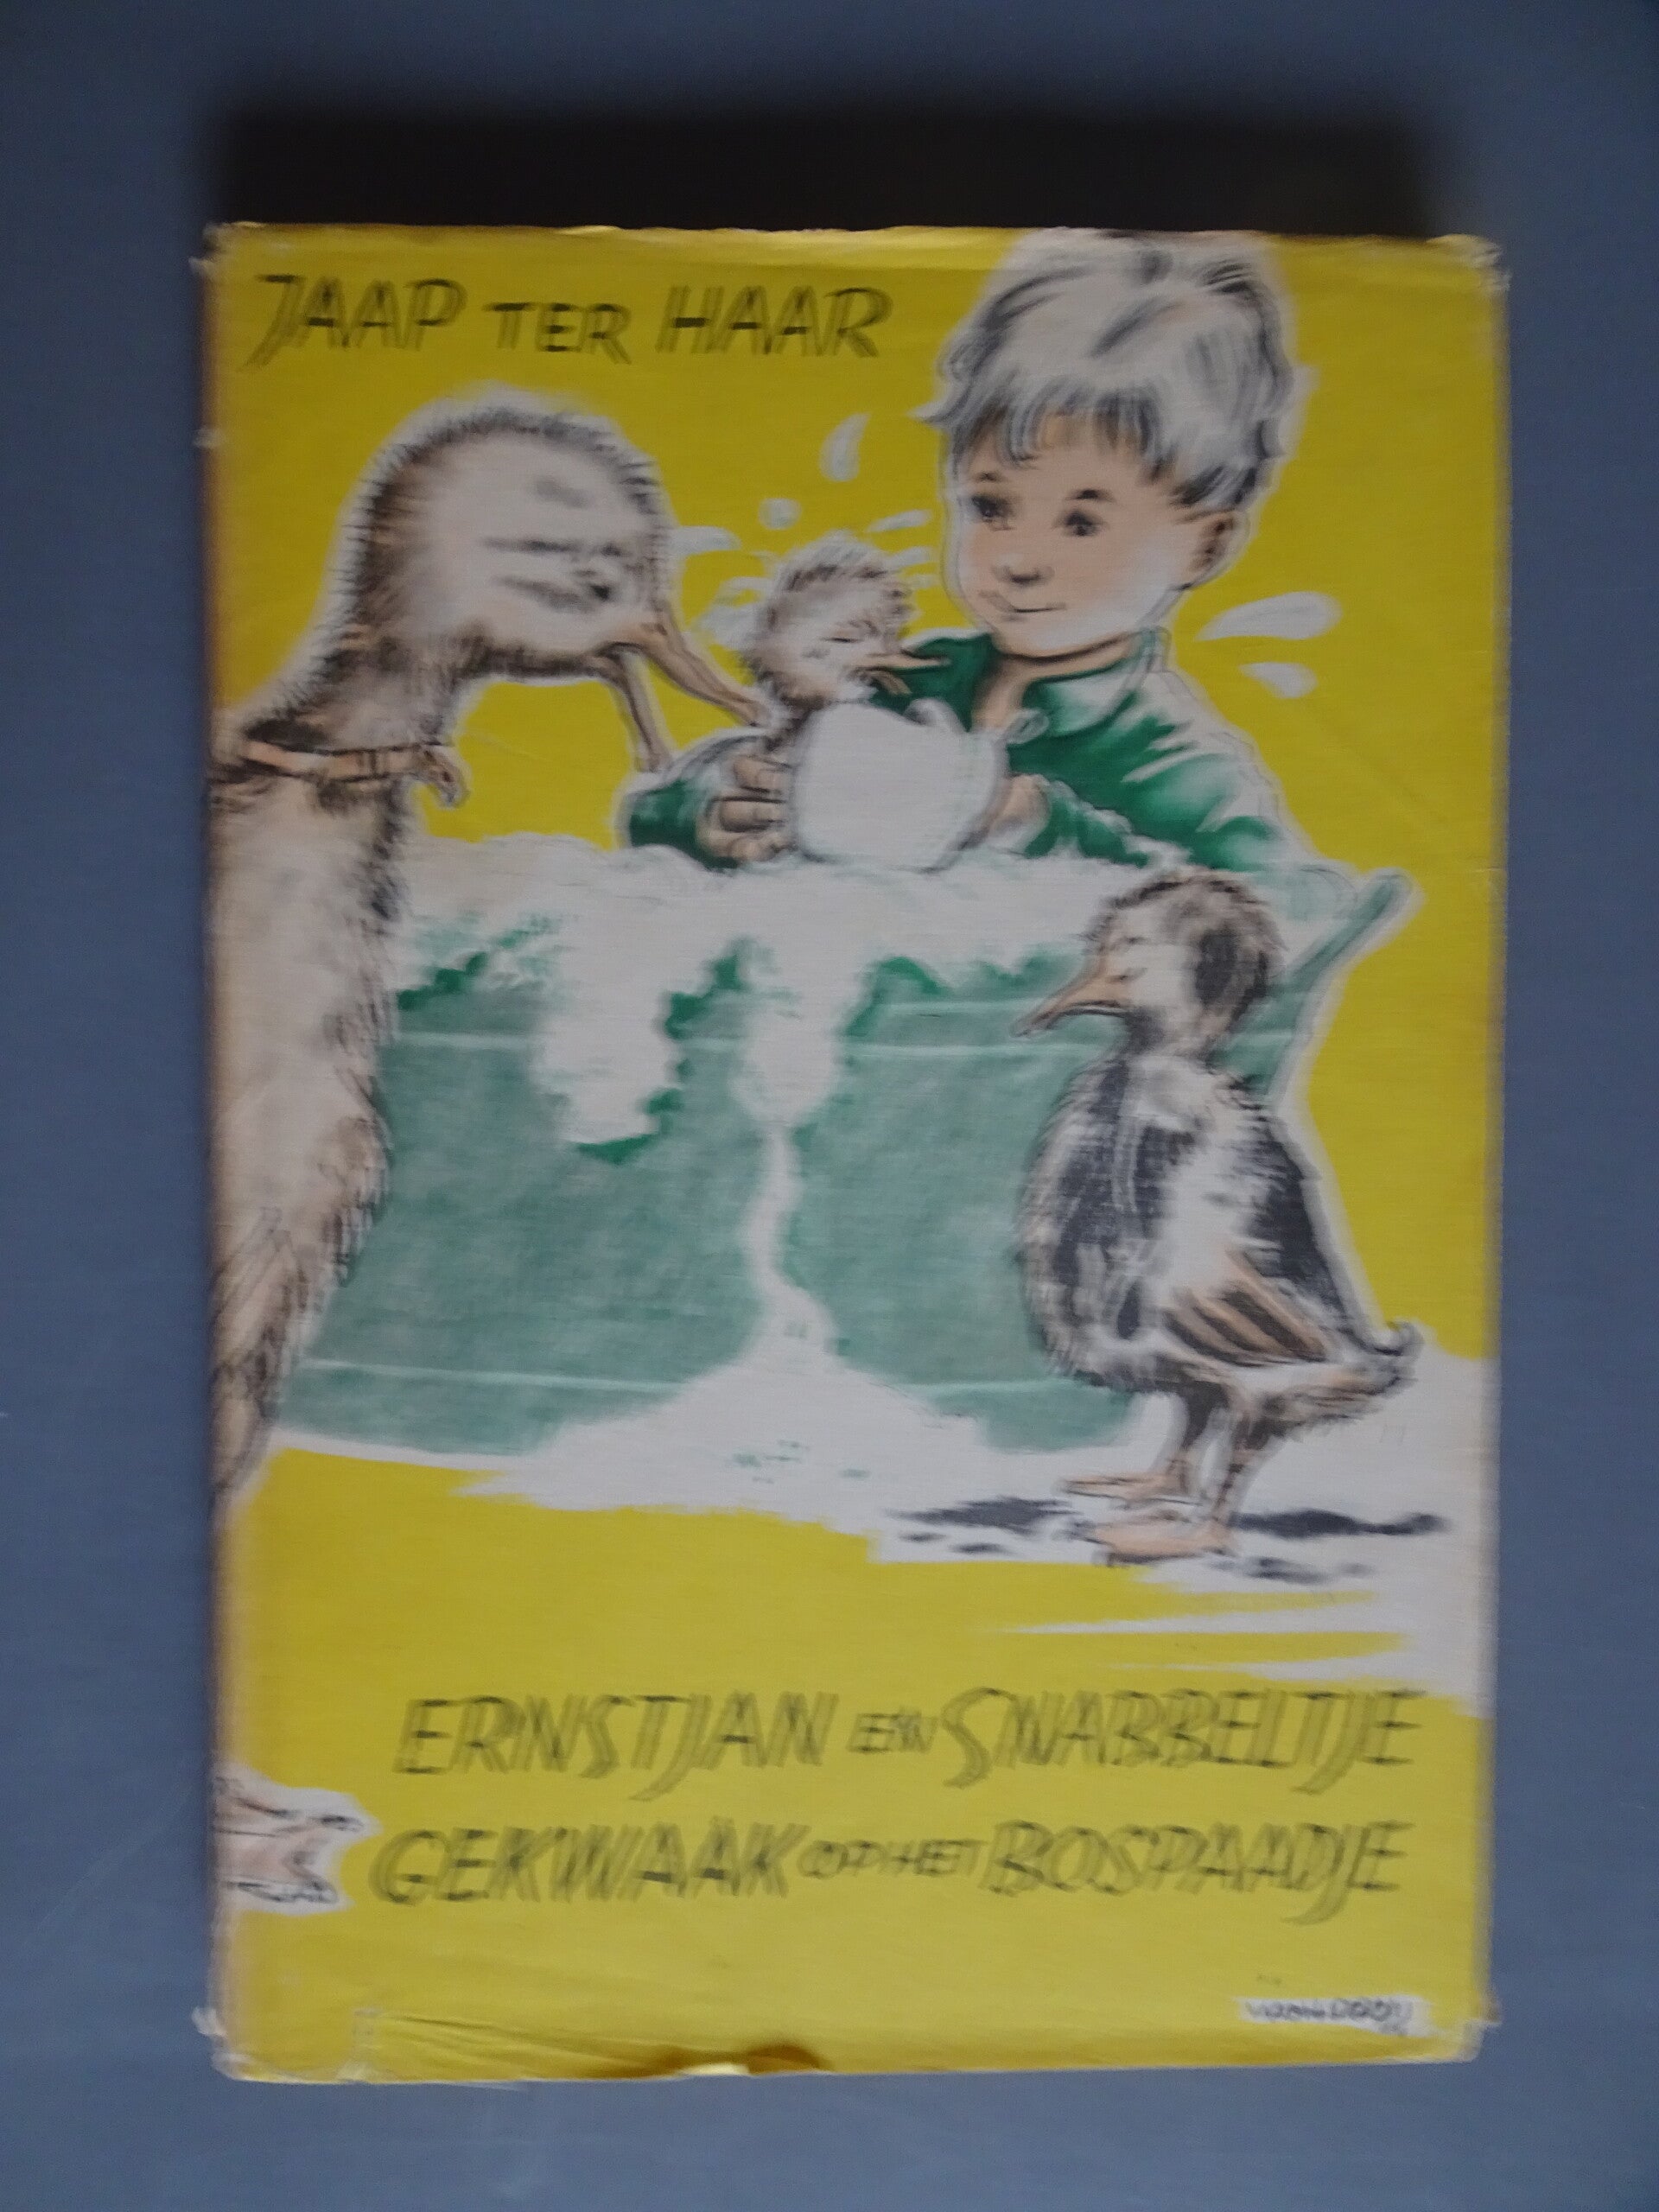 JAAP TER HAAR
ERNSTJAN EN SNABBELTJE
GEKWAAK OP HET BOSPAADJE